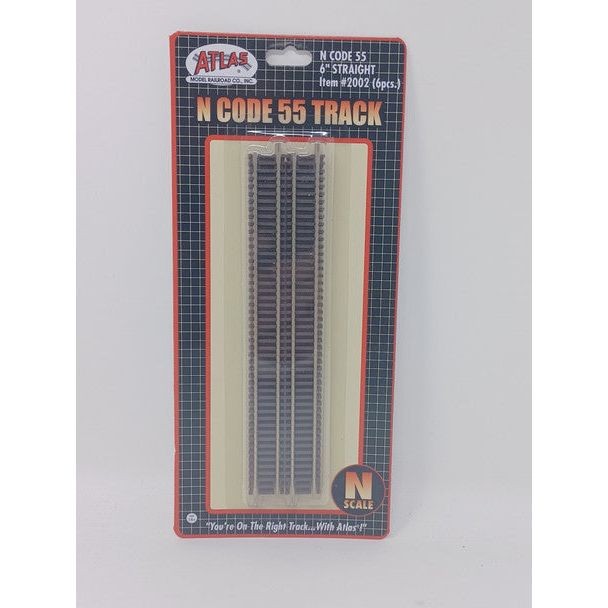 ATLAS
MODEL RAILROAD CO., INC.
N CODE 55
6" STRAIGHT
Item #2002 (6pcs.)
N CODE 55 TRACK
N
SCALE
"You're On The Right Track...With Atlas!"